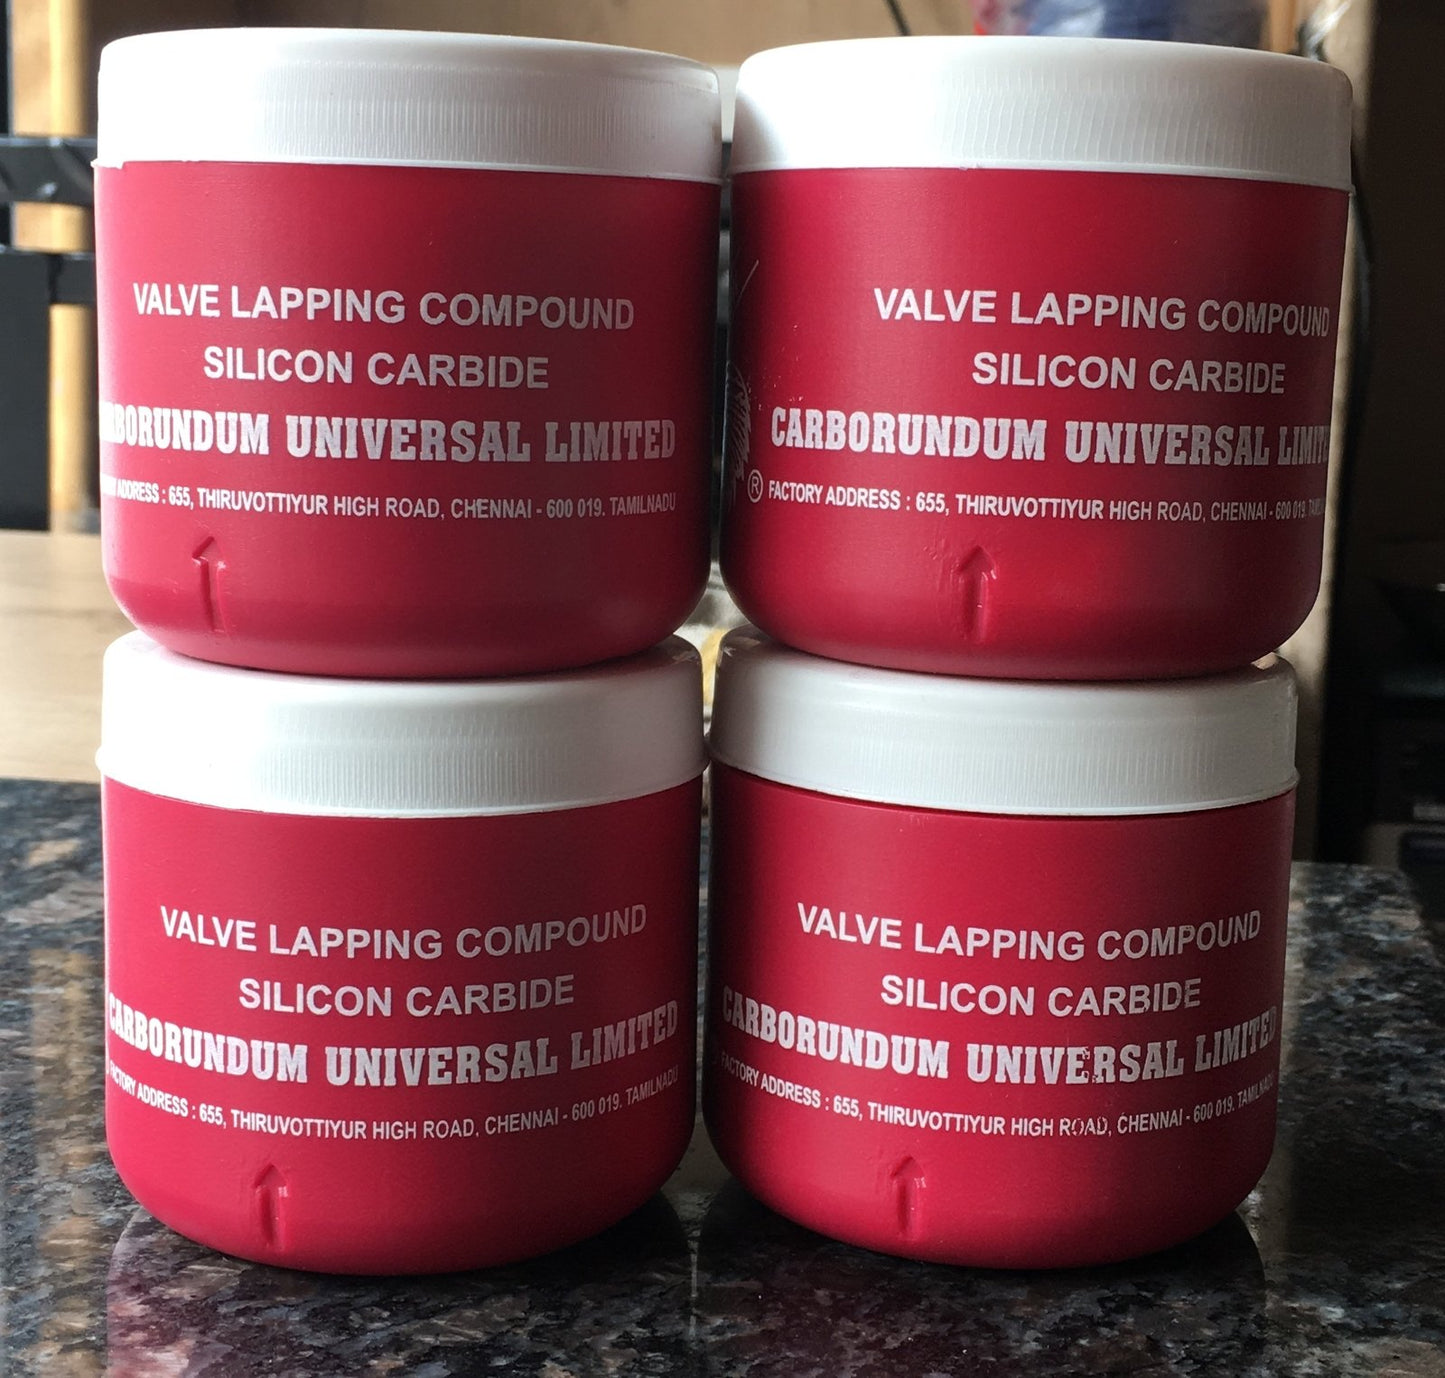 VALVE LAPPING COMPOUND
SILICON CARBIDE
UNIVERSAL LIMITED
ADDRESS : 655, THIRUVOTTIYUR HIGH ROAD, CHENNAI - 600 019. TAMILNADU
VALVE LAPPING COMPOUND
SILICON CARBIDE
CARBORUNDUM UNIVERSAL
® FACTORY ADDRESS : 655, THIRUVOTTIYUR HIGH ROAD, CHENNAI - 600 019.
VALVE LAPPING COMPOUND
SILICON CARBIDE
CARBORUNDUM UNIVERSAL LIMITED
FACTORY ADDRESS : 655, THIRUVOTTIYUR HIGH ROAD, CHENNAI - 600 019. TAMILNADU
VALVE LAPPING COMPOUND
SILICON CARBIDE
CARBORUNDUM UNIVERSAL LIMITED
FACTORY ADDRESS : 655, THIRUVOTTIYUR HIGH ROAD, CHENNAI - 600 019. TAMILNADU